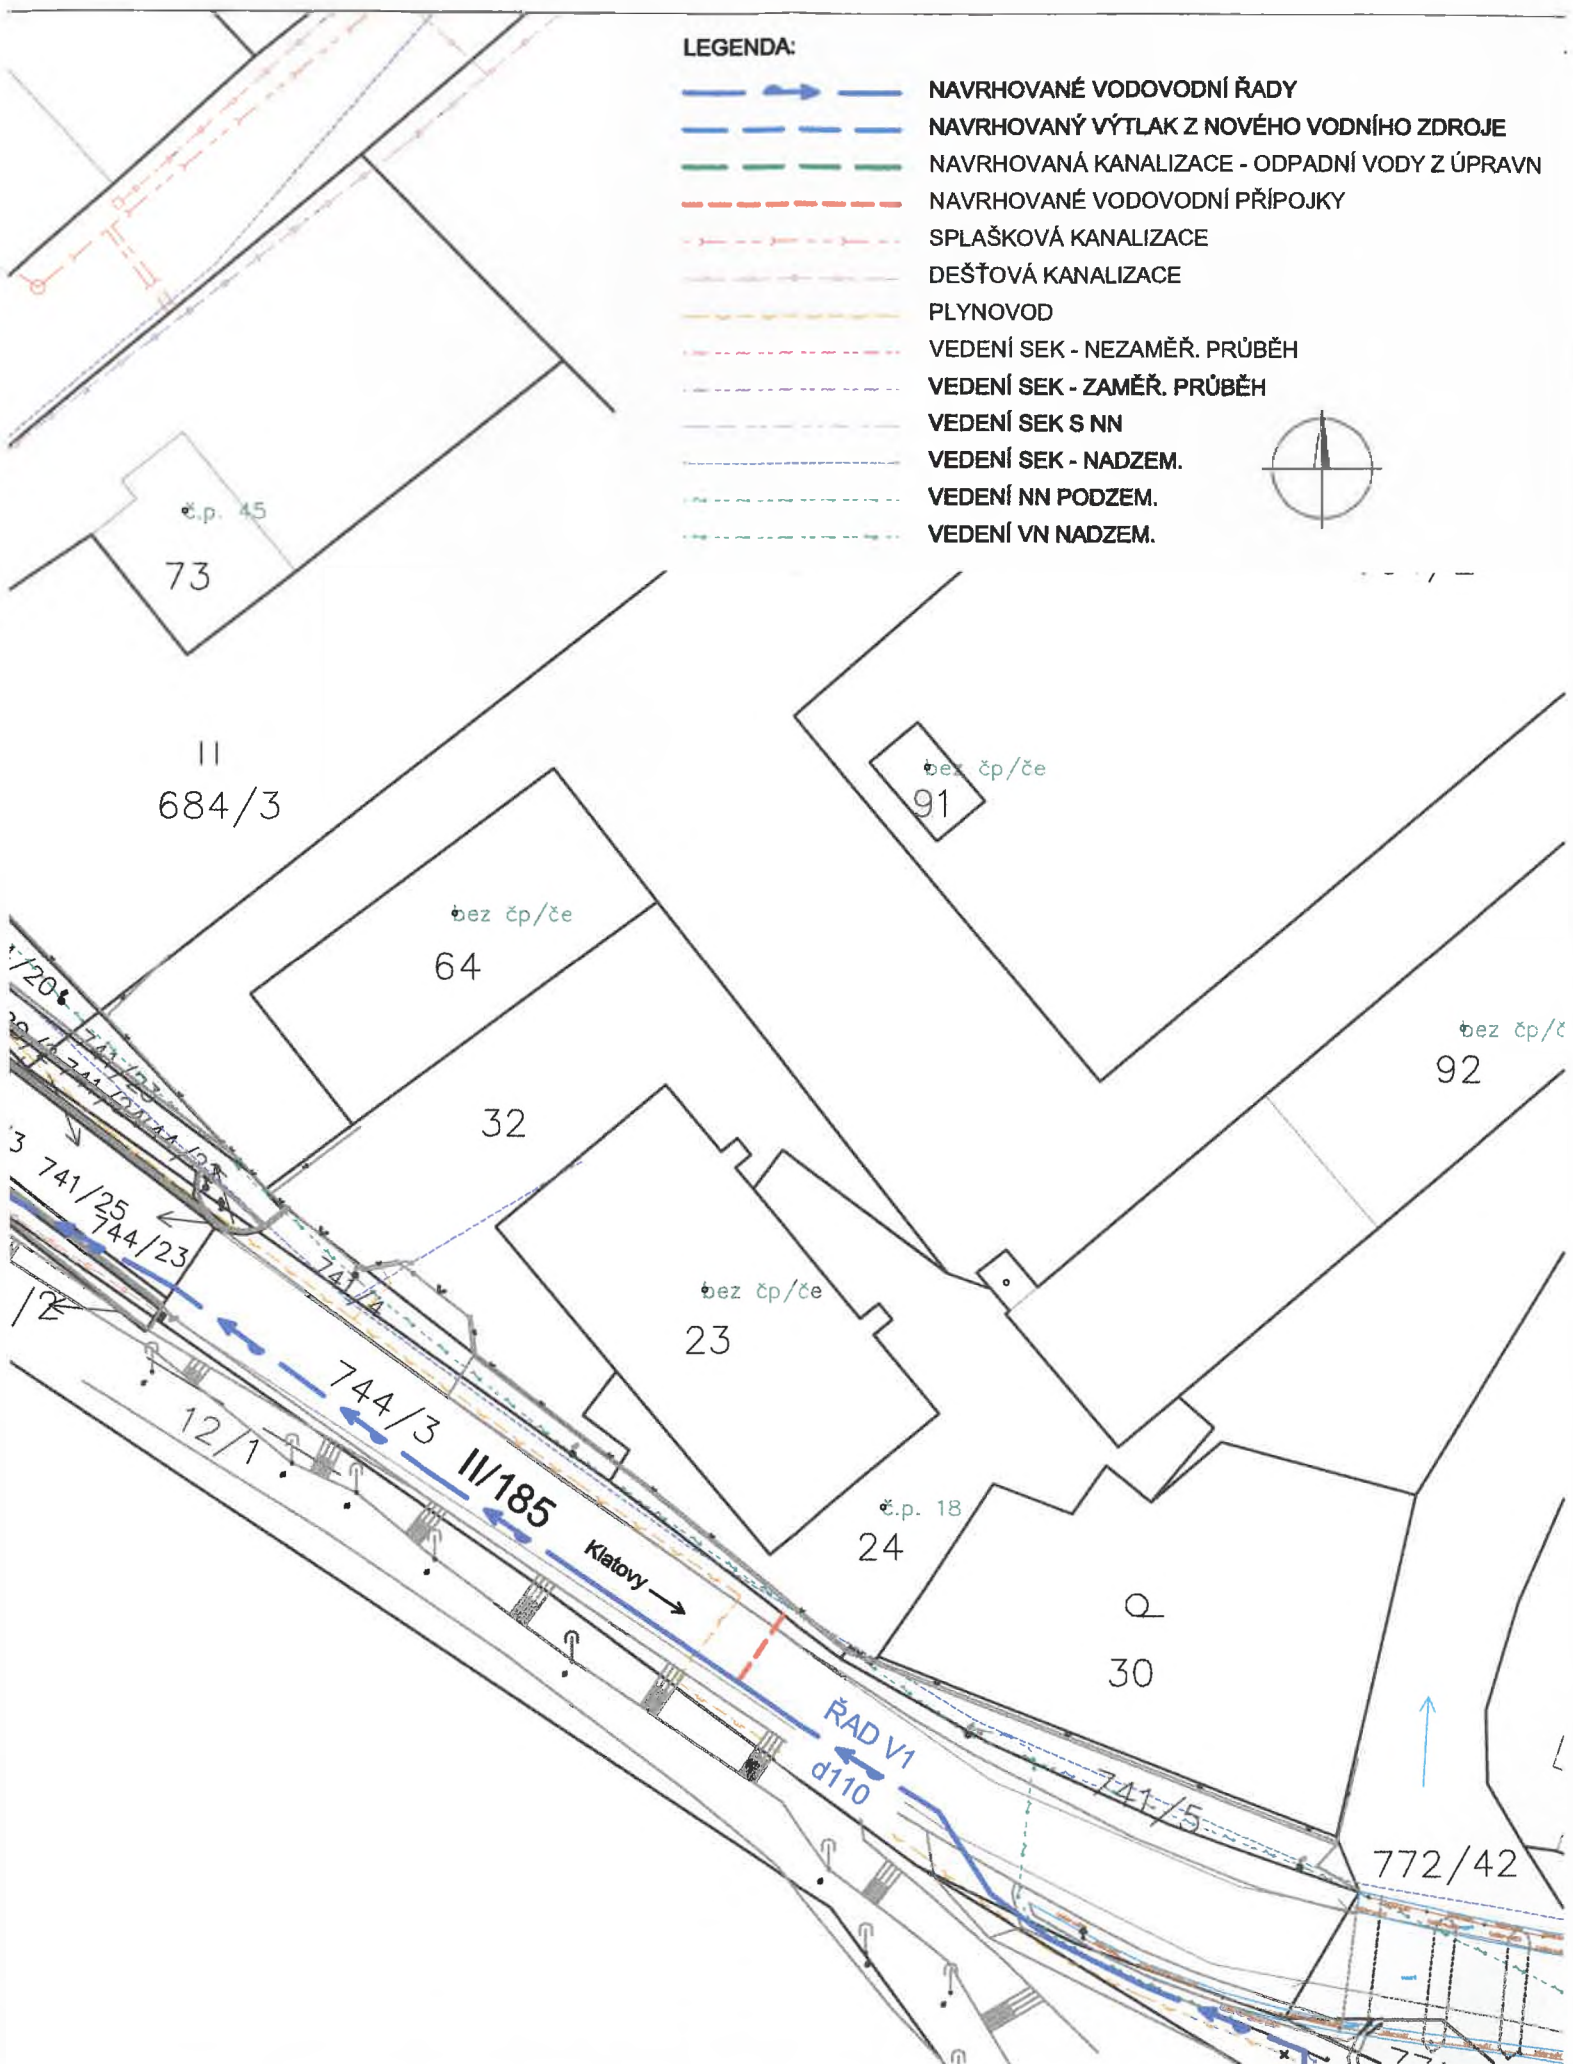 LEGENDA:
NAVRHOVANÉ VODOVODNÍ ŘADY
NAVRHOVANÝ VÝTLAK Z NOVÉHO VODNÍHO ZDROJE
NAVRHOVANÁ KANALIZACE - ODPADNÍ VODY Z ÚPRAVN
NAVRHOVANÉ VODOVODNÍ PŘÍPOJKY
SPLAŠKOVÁ KANALIZACE
DEŠŤOVÁ KANALIZACE
PLYNOVOD
VEDENÍ SEK - NEZAMĚŘ. PRŮBĚH
VEDENÍ SEK - ZAMĚŘ. PRŮBĚH
VEDENÍ SEK S NN
VEDENÍ SEK - NADZEM.
VEDENÍ NN PODZEM.
VEDENÍ VN NADZEM.
č.p. 45
73
684/3
bez čp/če
91
bez čp/če
64
bez čp/č
92
32
741/23
741/25
744/23
741/4
bez čp/če
23
744/3
12/1
II/185
Klatovy
č.p. 18
24
30
ŘAD V1
d110
741/5
772/42